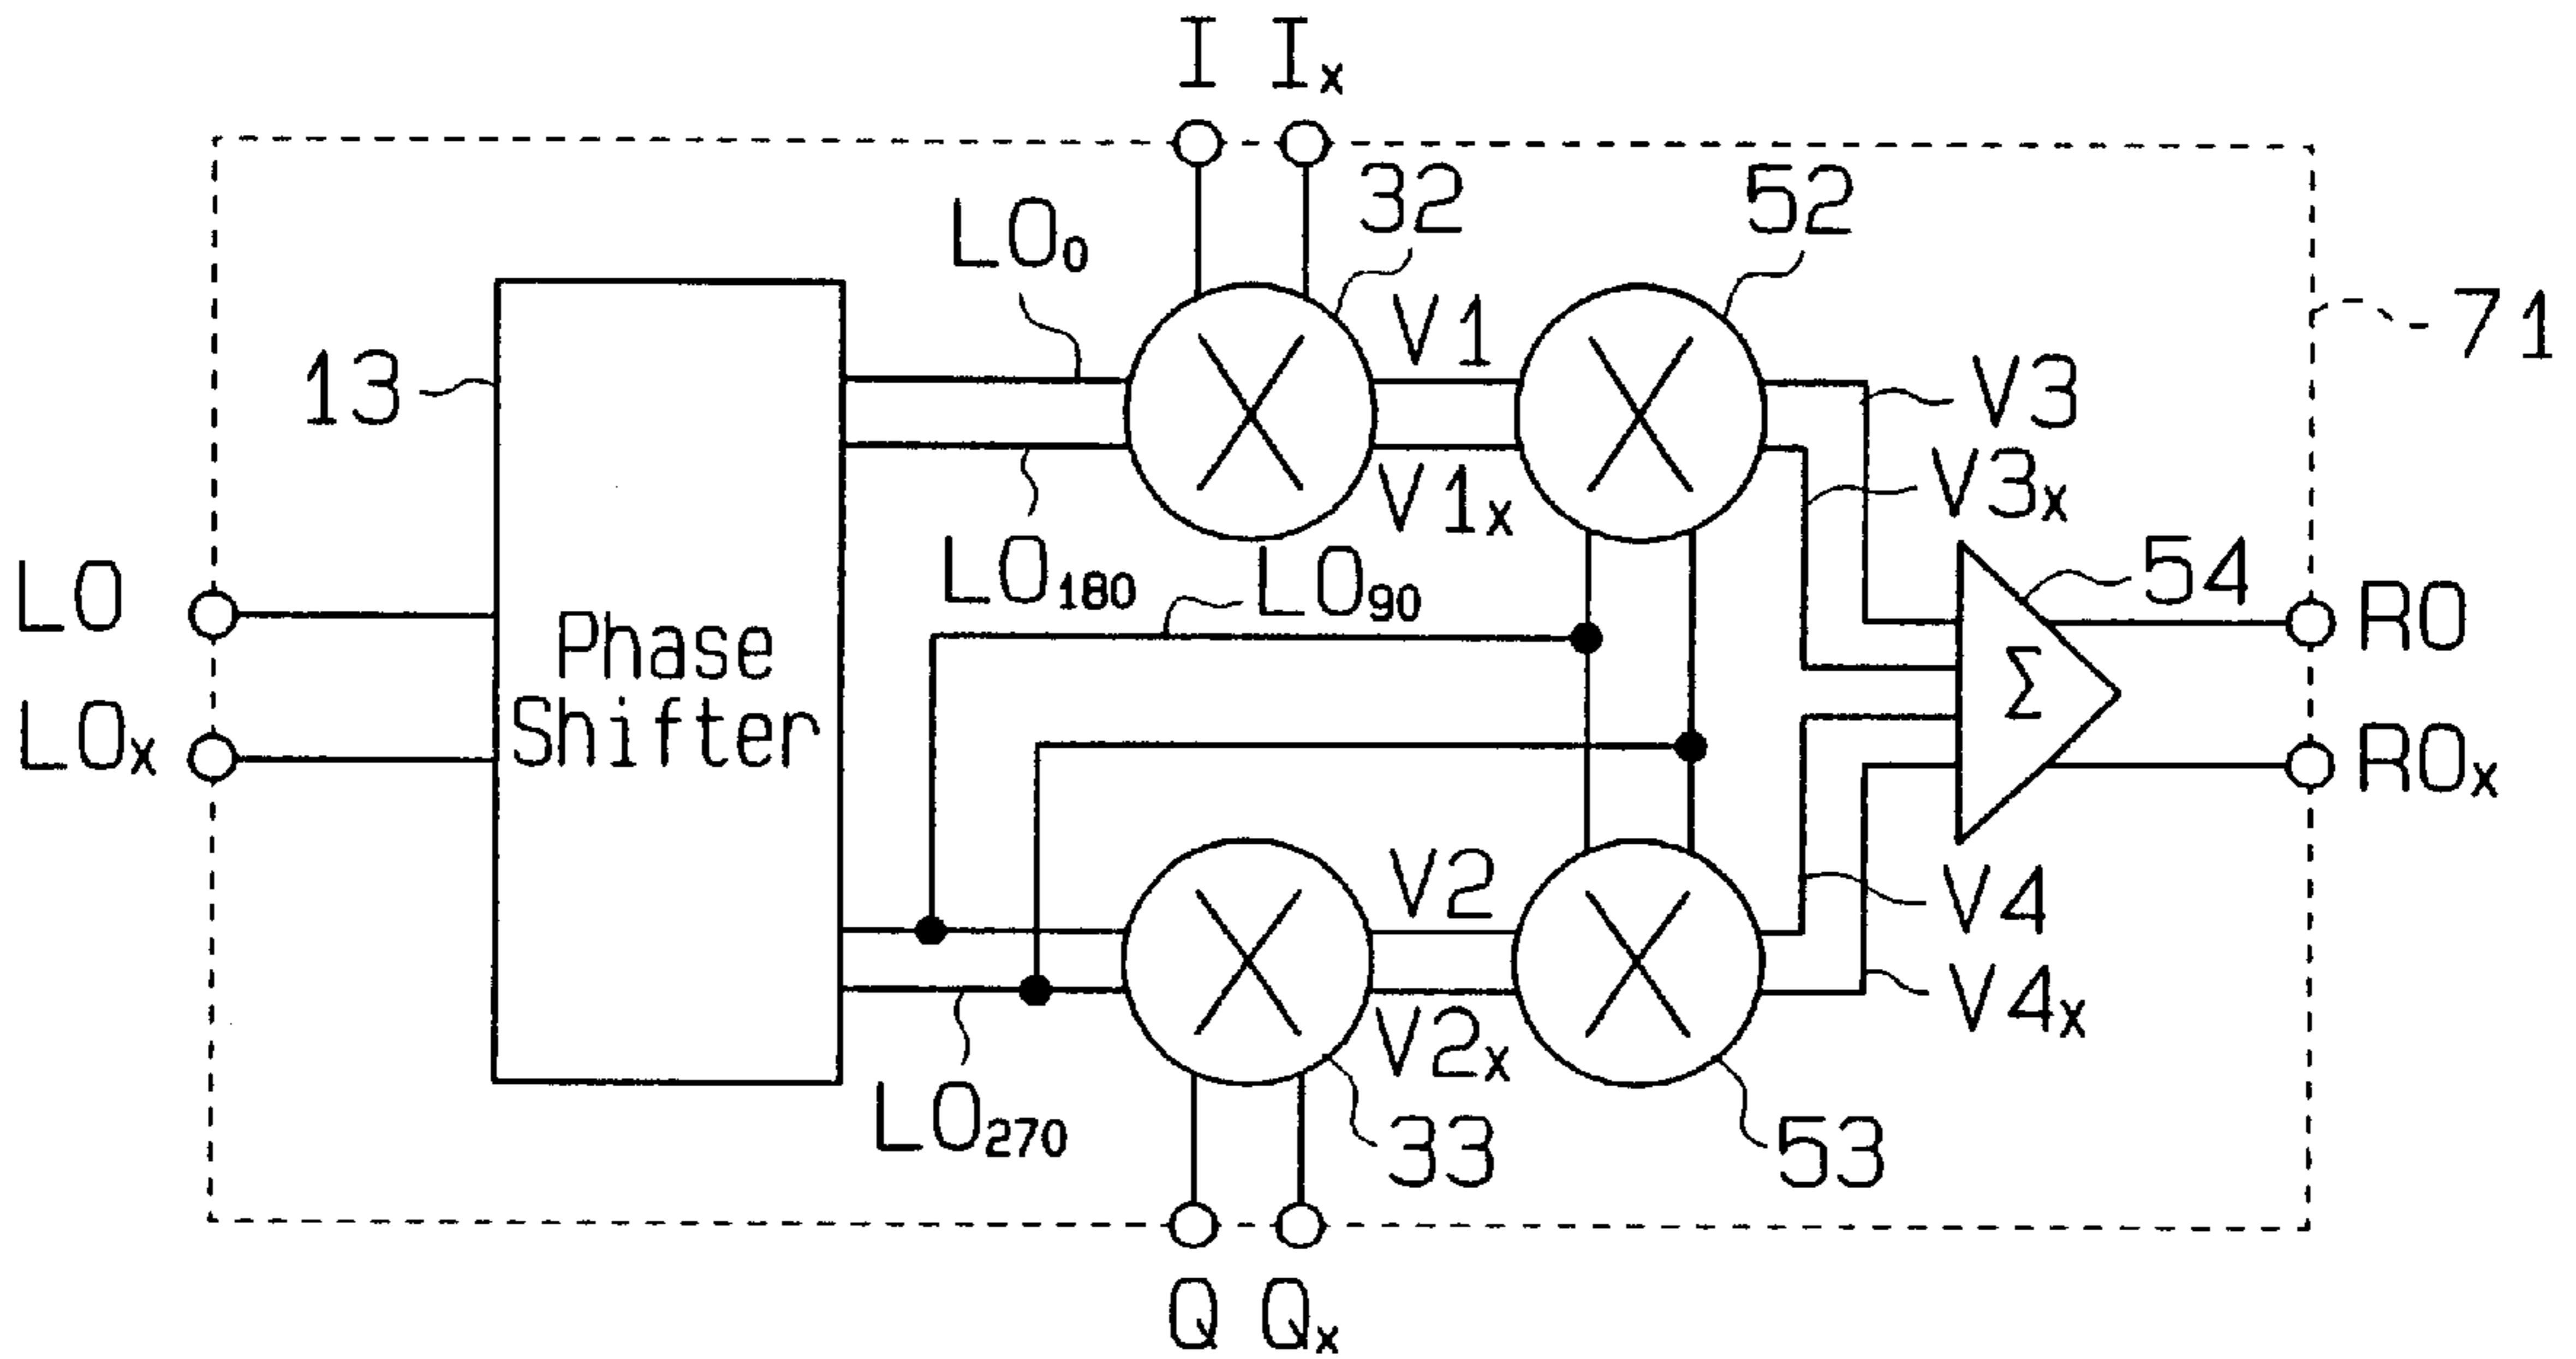 I Ix
32
52
LO0
V1
71
13
V3
V1x
V3x
LO180
LO90
54
LO
RO
Phase
Shifter
Σ
LOx
ROx
V2
V4
V2x
V4x
LO270
33
53
Q Qx